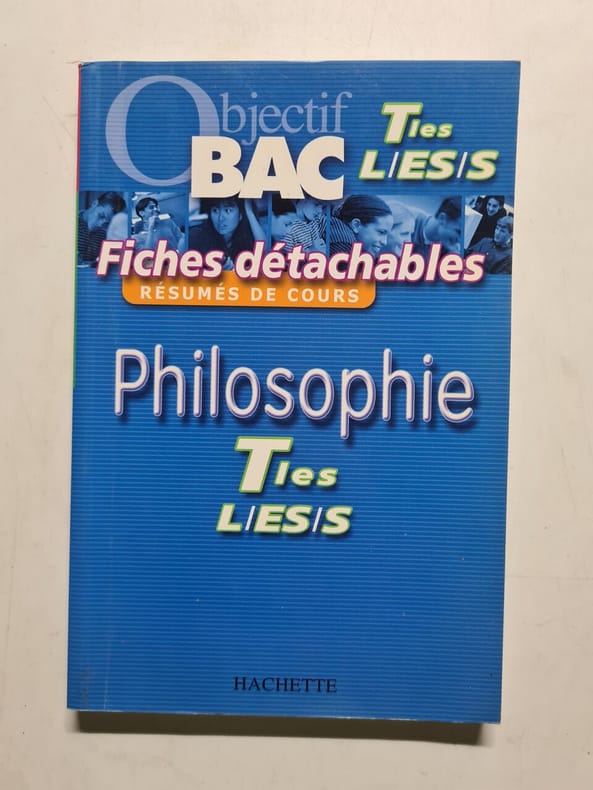 Objectif
BAC
Tles
L/ES/S
Fiches détachables
RÉSUMÉS DE COURS
Philosophie
Tles
L/ES/S
HACHETTE